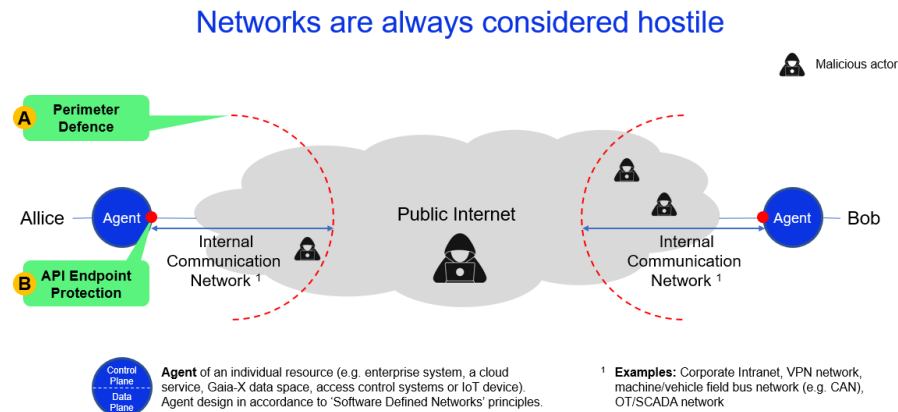 Networks are always considered hostile
Malicious actor
A
Perimeter
Defence
Allice
Agent
Public Internet
Agent
Bob
Internal
Communication
Network 1
Internal
Communication
Network 1
B
API Endpoint
Protection
Control
Plane
Data
Plane
Agent of an individual resource (e.g. enterprise system, a cloud
service, Gaia-X data space, access control systems or IoT device).
Agent design in accordance to ‘Software Defined Networks’ principles.
1 Examples: Corporate Intranet, VPN network,
machine/vehicle field bus network (e.g. CAN),
OT/SCADA network